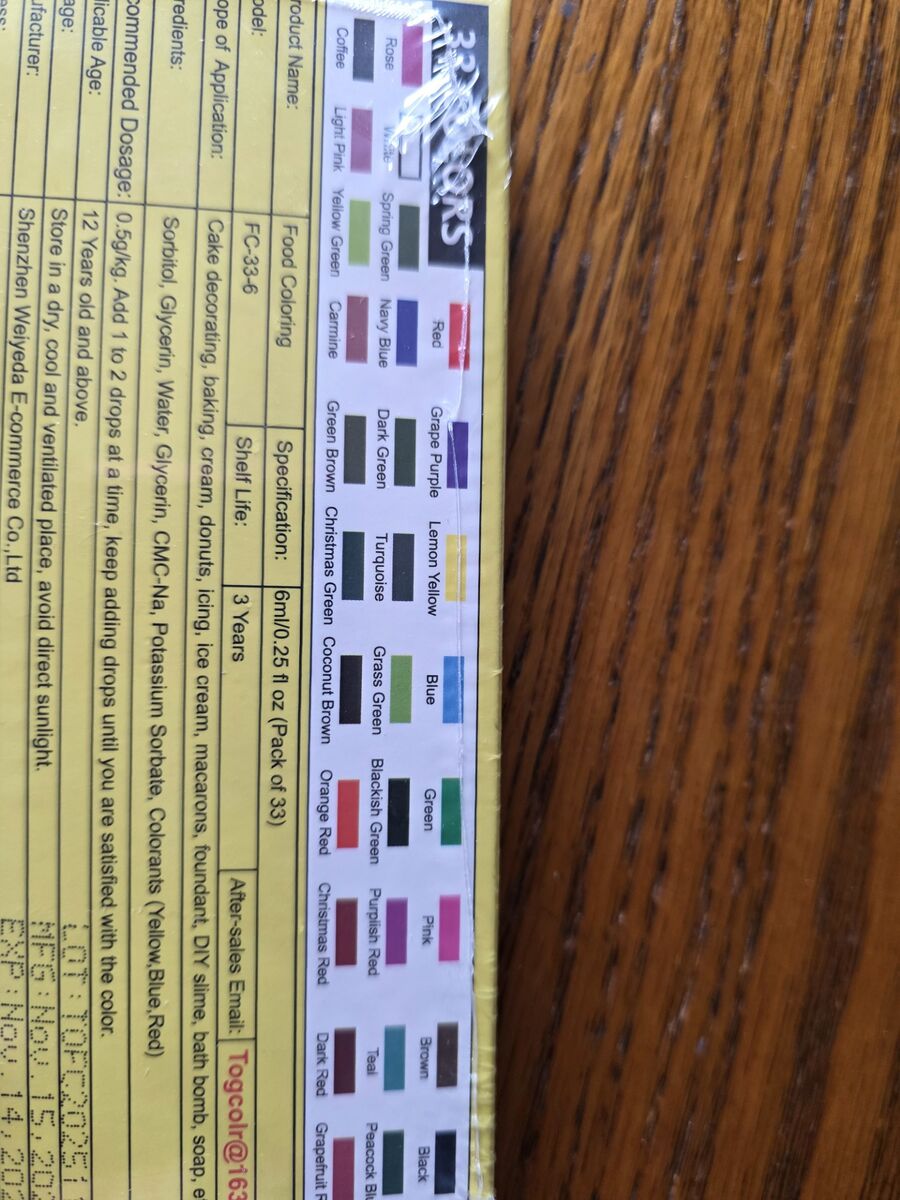 33 COLORS
Red Grape Purple Lemon Yellow Blue Green Pink Brown Black
Rose White Spring Green Navy Blue Dark Green Turquoise Grass Green Blackish Green Purplish Red Teal Peacock Bl
Coffee Light Pink Yellow Green Carmine Green Brown Christmas Green Coconut Brown Orange Red Christmas Red Dark Red Grapefruit
roduct Name: Food Coloring Specification: 6ml/0.25 fl oz (Pack of 33)
odel: FC-33-6 Shelf Life: 3 Years After-sales Email: Togcolr@163
ope of Application: Cake decorating, baking, cream, donuts, icing, ice cream, macarons, foundant, DIY slime, bath bomb, soap,
redients: Sorbitol, Glycerin, Water, Glycerin, CMC-Na, Potassium Sorbate, Colorants (Yellow,Blue,Red)
ommended Dosage: 0.5g/kg. Add 1 to 2 drops at a time, keep adding drops until you are satisfied with the color.
licable Age: 12 Years old and above.
age: Store in a dry, cool and ventilated place, avoid direct sunlight.
ufacturer: Shenzhen Weiyeda E-commerce Co.,Ltd
LOT: TOFC20251
MFG: Nov. 15, 20
EXP: Nov. 14, 20